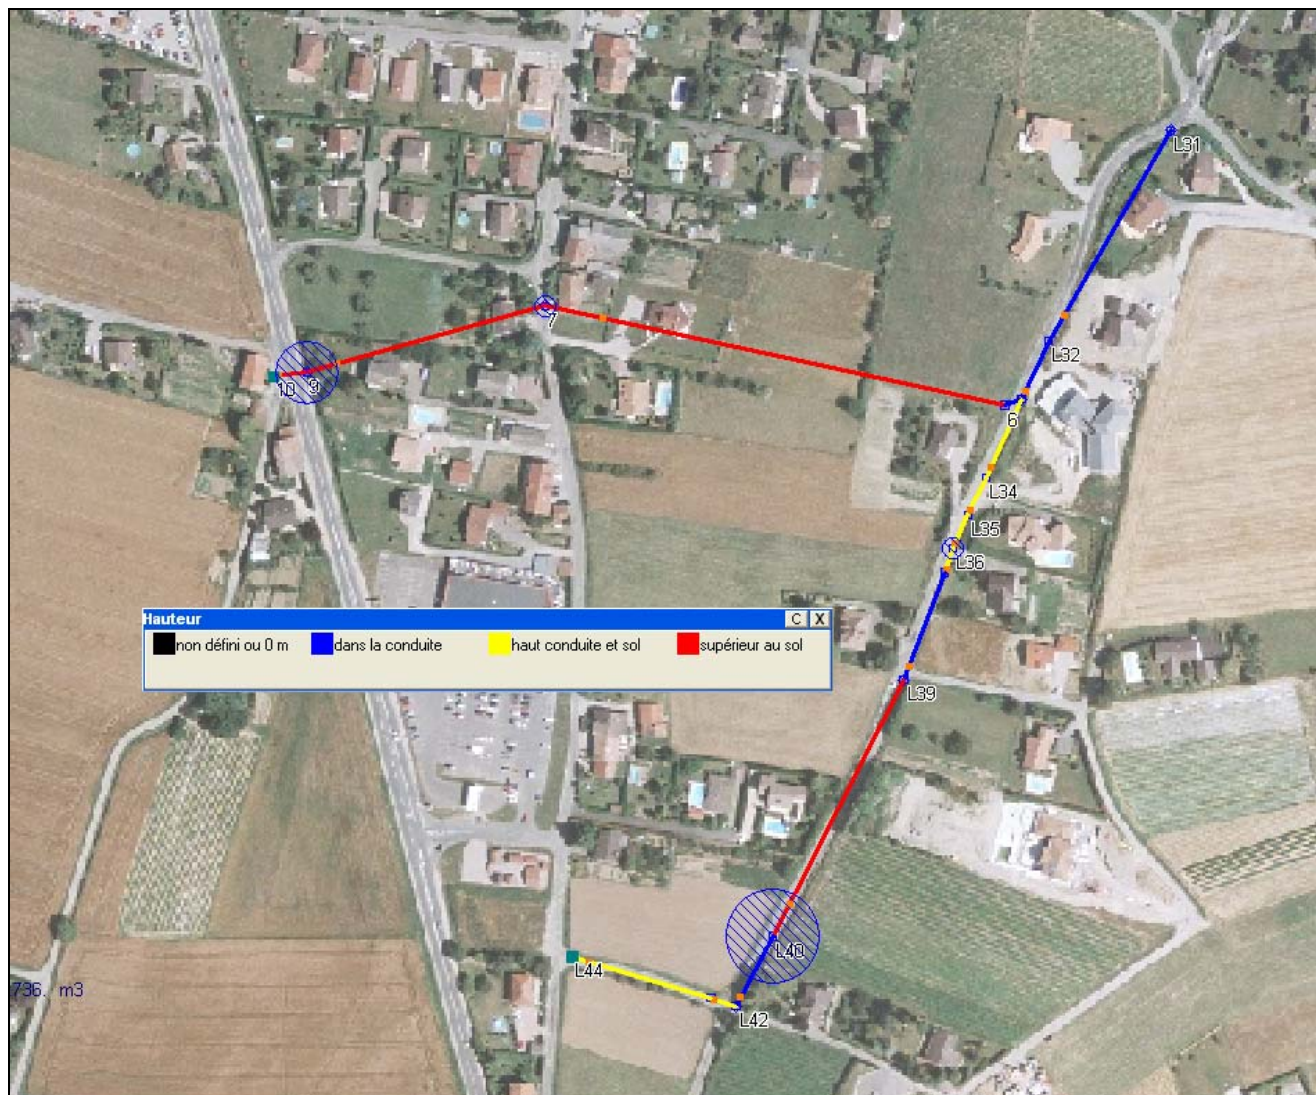 L31
L32
7
10
9
6
L34
L35
L36
Hauteur
C X
non défini ou 0 m
dans la conduite
haut conduite et sol
supérieur au sol
L39
L40
L44
736. m3
L42